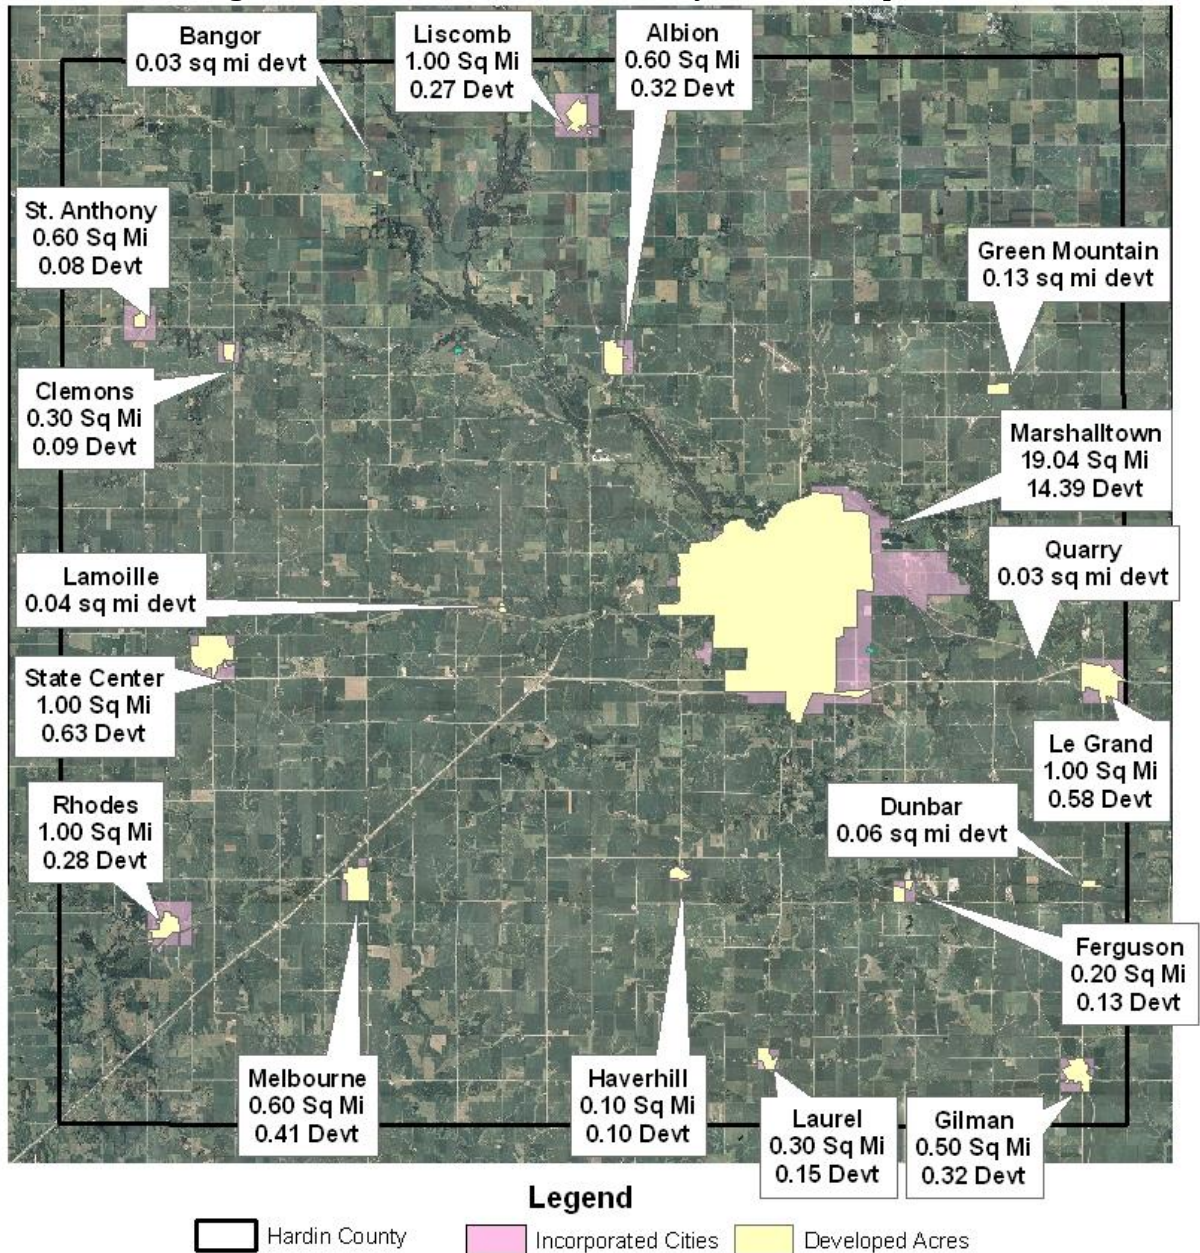 Bangor
0.03 sq mi devt
Liscomb
1.00 Sq Mi
0.27 Devt
Albion
0.60 Sq Mi
0.32 Devt
St. Anthony
0.60 Sq Mi
0.08 Devt
Green Mountain
0.13 sq mi devt
Clemons
0.30 Sq Mi
0.09 Devt
Marshalltown
19.04 Sq Mi
14.39 Devt
Quarry
0.03 sq mi devt
Lamoille
0.04 sq mi devt
State Center
1.00 Sq Mi
0.63 Devt
Le Grand
1.00 Sq Mi
0.58 Devt
Rhodes
1.00 Sq Mi
0.28 Devt
Dunbar
0.06 sq mi devt
Ferguson
0.20 Sq Mi
0.13 Devt
Melbourne
0.60 Sq Mi
0.41 Devt
Haverhill
0.10 Sq Mi
0.10 Devt
Laurel
0.30 Sq Mi
0.15 Devt
Gilman
0.50 Sq Mi
0.32 Devt
Legend
Hardin County
Incorporated Cities
Developed Acres